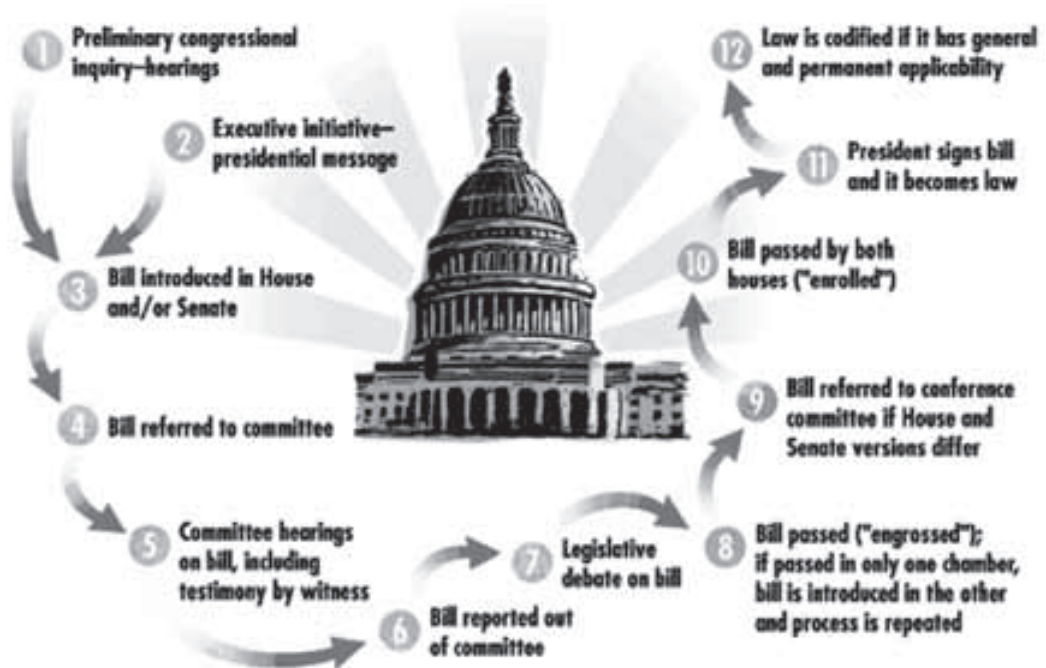 1 Preliminary congressional
inquiry–hearings
2 Executive initiative–
presidential message
3 Bill introduced in House
and/or Senate
4 Bill referred to committee
5 Committee hearings
on bill, including
testimony by witness
6 Bill reported out
of committee
7 Legislative
debate on bill
8 Bill passed ("engrossed");
if passed in only one chamber,
bill is introduced in the other
and process is repeated
9 Bill referred to conference
committee if House and
Senate versions differ
10 Bill passed by both
houses ("enrolled")
11 President signs bill
and it becomes law
12 Law is codified if it has general
and permanent applicability